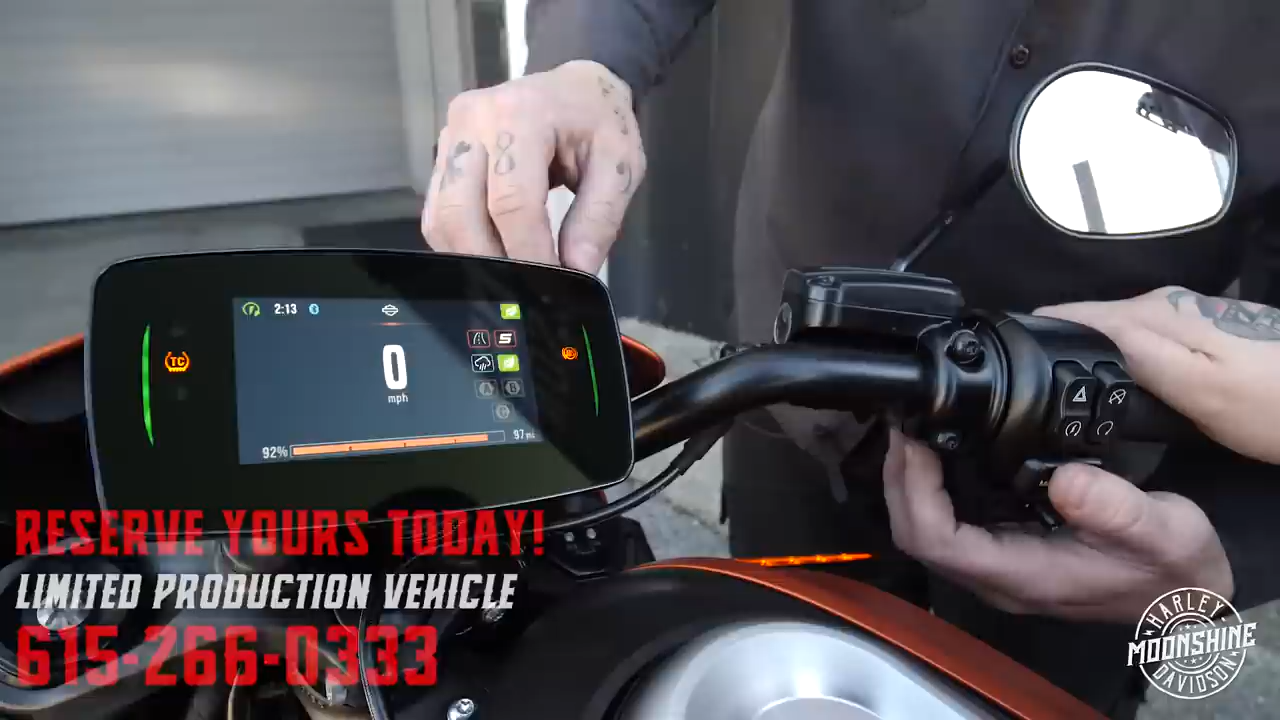 2:13
TC
0
mph
S
A B
92%
97 mi
RESERVE YOURS TODAY!
LIMITED PRODUCTION VEHICLE
615-266-0333
HARLEY
MOONSHINE
DAVIDSON